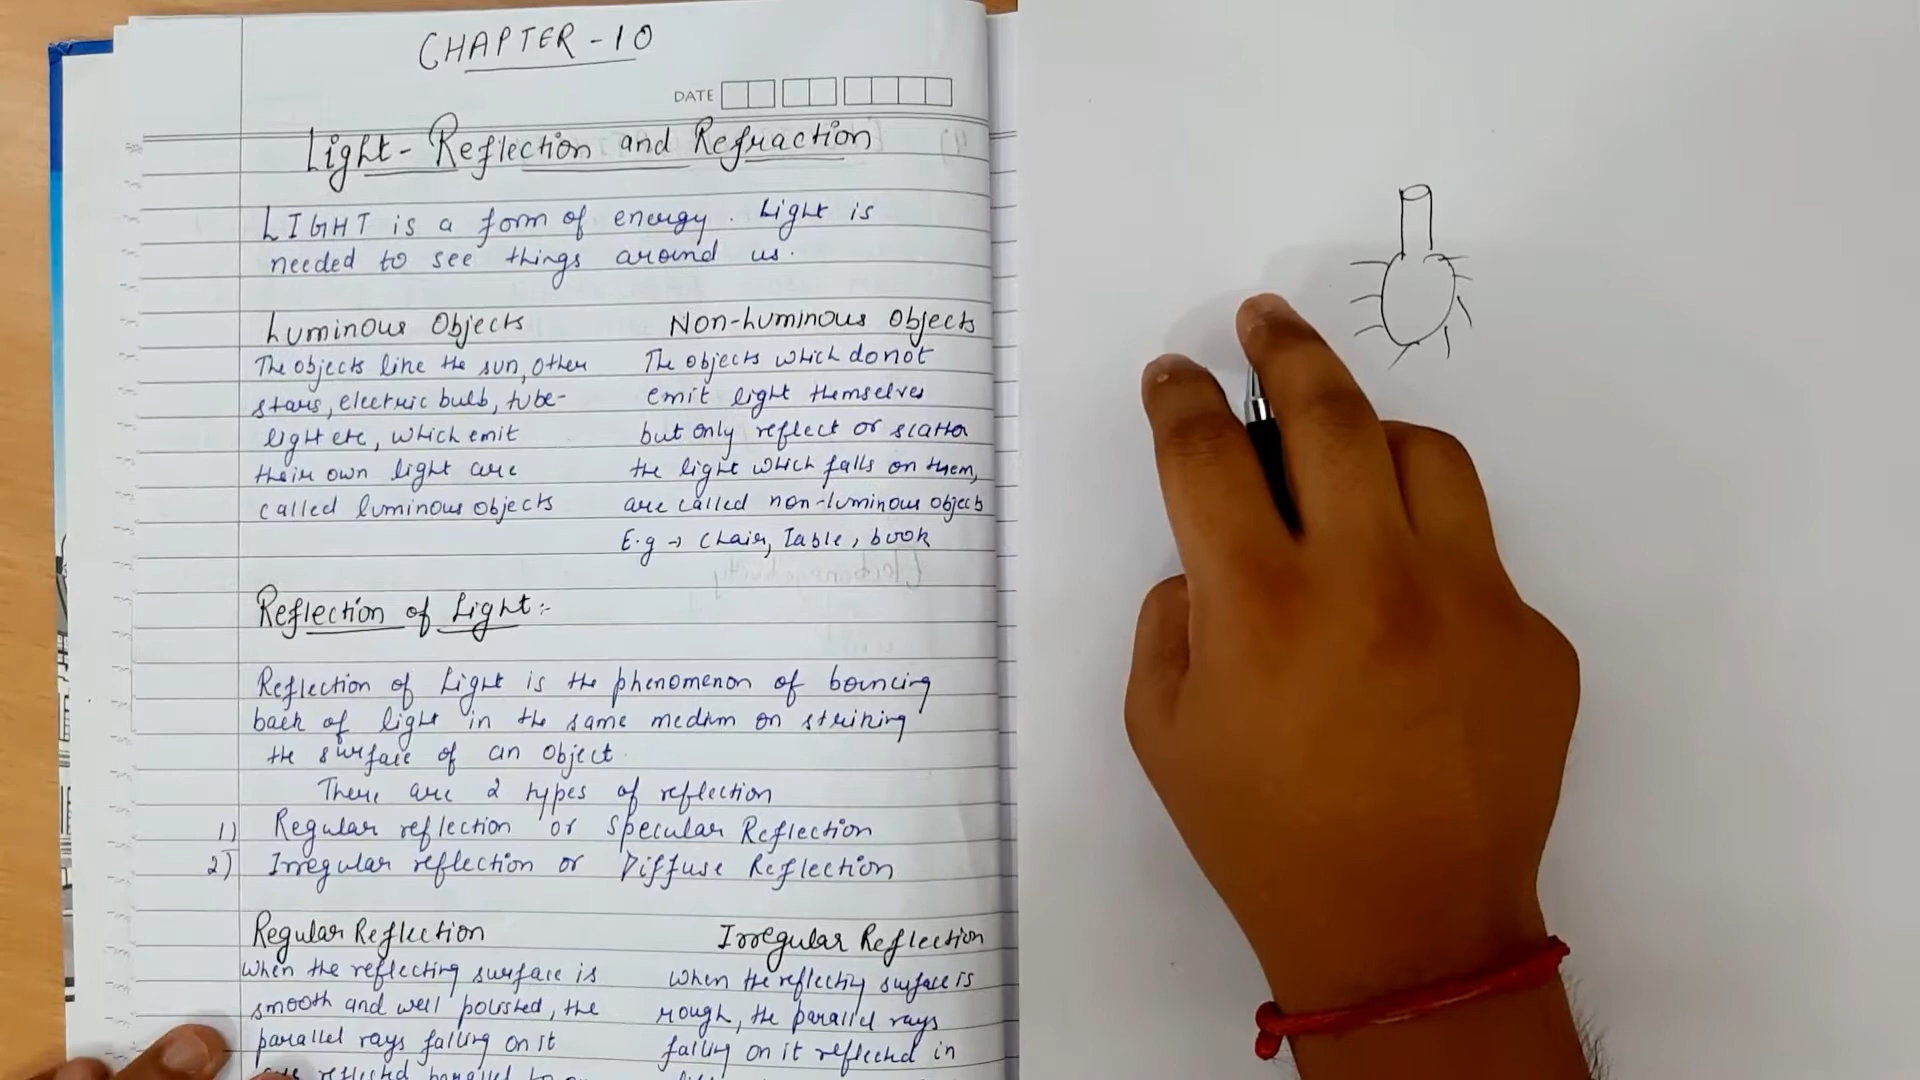 CHAPTER-10
DATE
Light - Reflection and Refraction
LIGHT is a form of energy. Light is
needed to see things around us.
Luminous Objects
The objects like the sun, other
stars, electric bulb, tube-
light etc, which emit
their own light are
called luminous objects
Non-Luminous Objects
The objects which do not
emit light themselves
but only reflect or scatter
the light which falls on them,
are called non-luminous objects
E.g → Chair, Table, book
Reflection of Light:-
Reflection of Light is the phenomenon of bouncing
back of light in the same medium on striking
the surface of an object.
There are 2 types of reflection
1) Regular reflection or Specular Reflection
2) Irregular reflection or Diffuse Reflection
Regular Reflection
When the reflecting surface is
smooth and well polished, the
parallel rays falling on it
are reflected parallel to
Irregular Reflection
When the reflecting surface is
rough, the parallel rays
falling on it reflected in